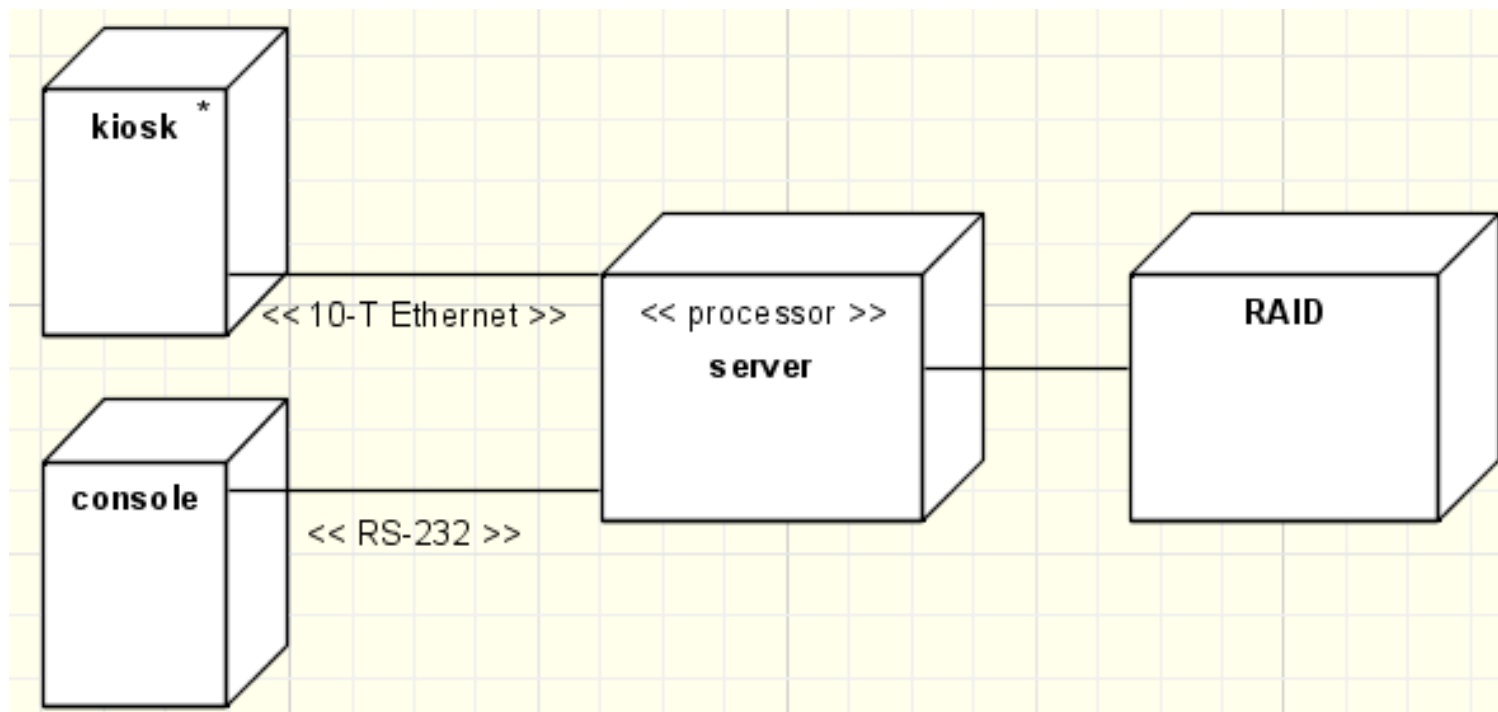 kiosk *
<< 10-T Ethernet >>
<< processor >>
server
RAID
console
<< RS-232 >>